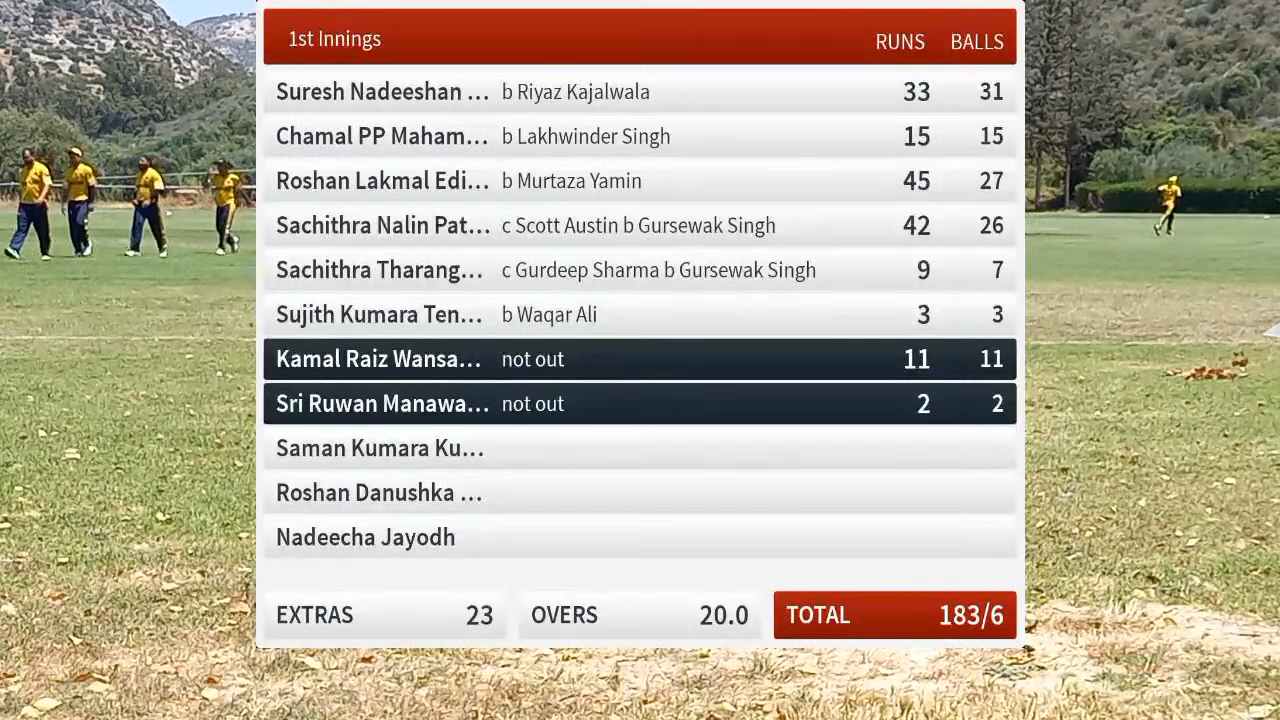 1st Innings RUNS BALLS
Suresh Nadeeshan ... b Riyaz Kajalwala 33 31
Chamal PP Maham... b Lakhwinder Singh 15 15
Roshan Lakmal Edi... b Murtaza Yamin 45 27
Sachithra Nalin Pat... c Scott Austin b Gursewak Singh 42 26
Sachithra Tharang... c Gurdeep Sharma b Gursewak Singh 9 7
Sujith Kumara Ten... b Waqar Ali 3 3
Kamal Raiz Wansa... not out 11 11
Sri Ruwan Manawa... not out 2 2
Saman Kumara Ku...
Roshan Danushka ...
Nadeecha Jayodh
EXTRAS 23 OVERS 20.0 TOTAL 183/6